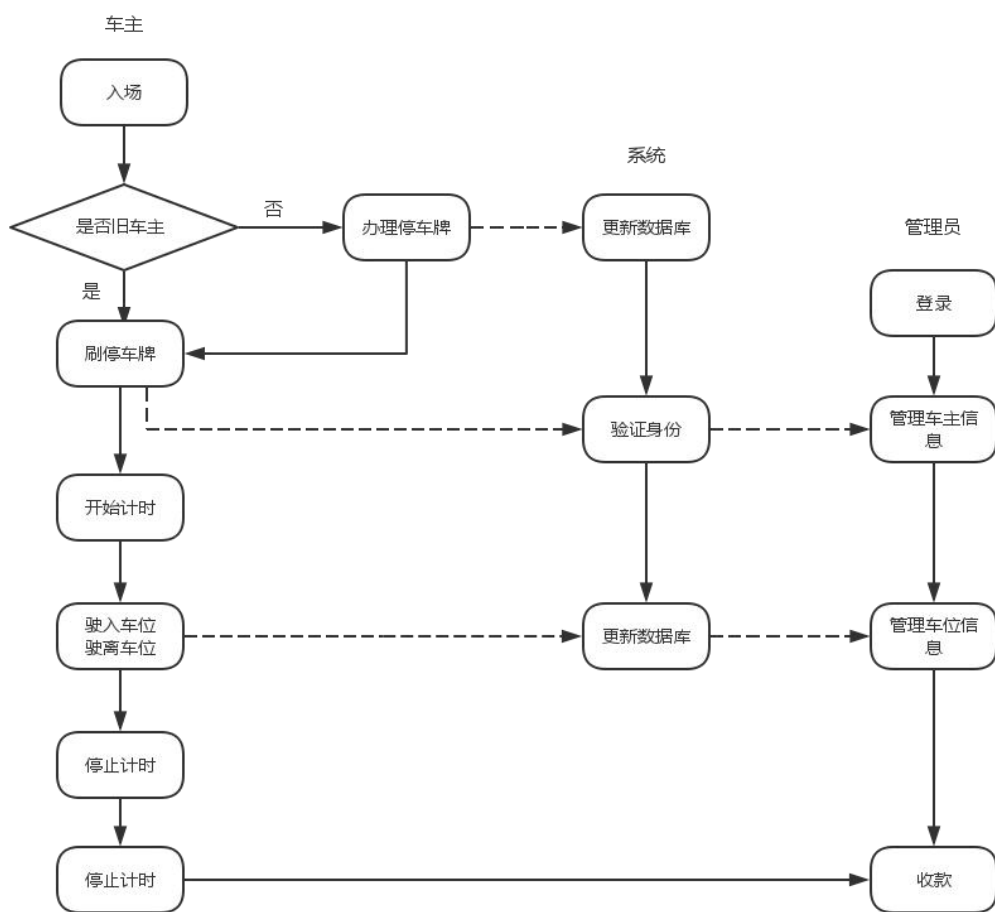 车主
入场
系统
是否旧车主
否
办理停车牌
更新数据库
管理员
是
登录
刷停车牌
验证身份
管理车主信
息
开始计时
驶入车位
驶离车位
更新数据库
管理车位信
息
停止计时
停止计时
收款